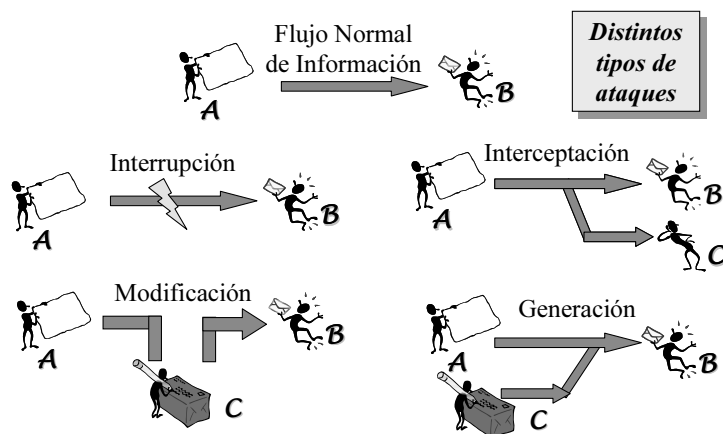 Flujo Normal
de Información
A
B
Distintos
tipos de
ataques
Interrupción
A
B
Interceptación
A
B
C
Modificación
A
B
C
Generación
A
B
C